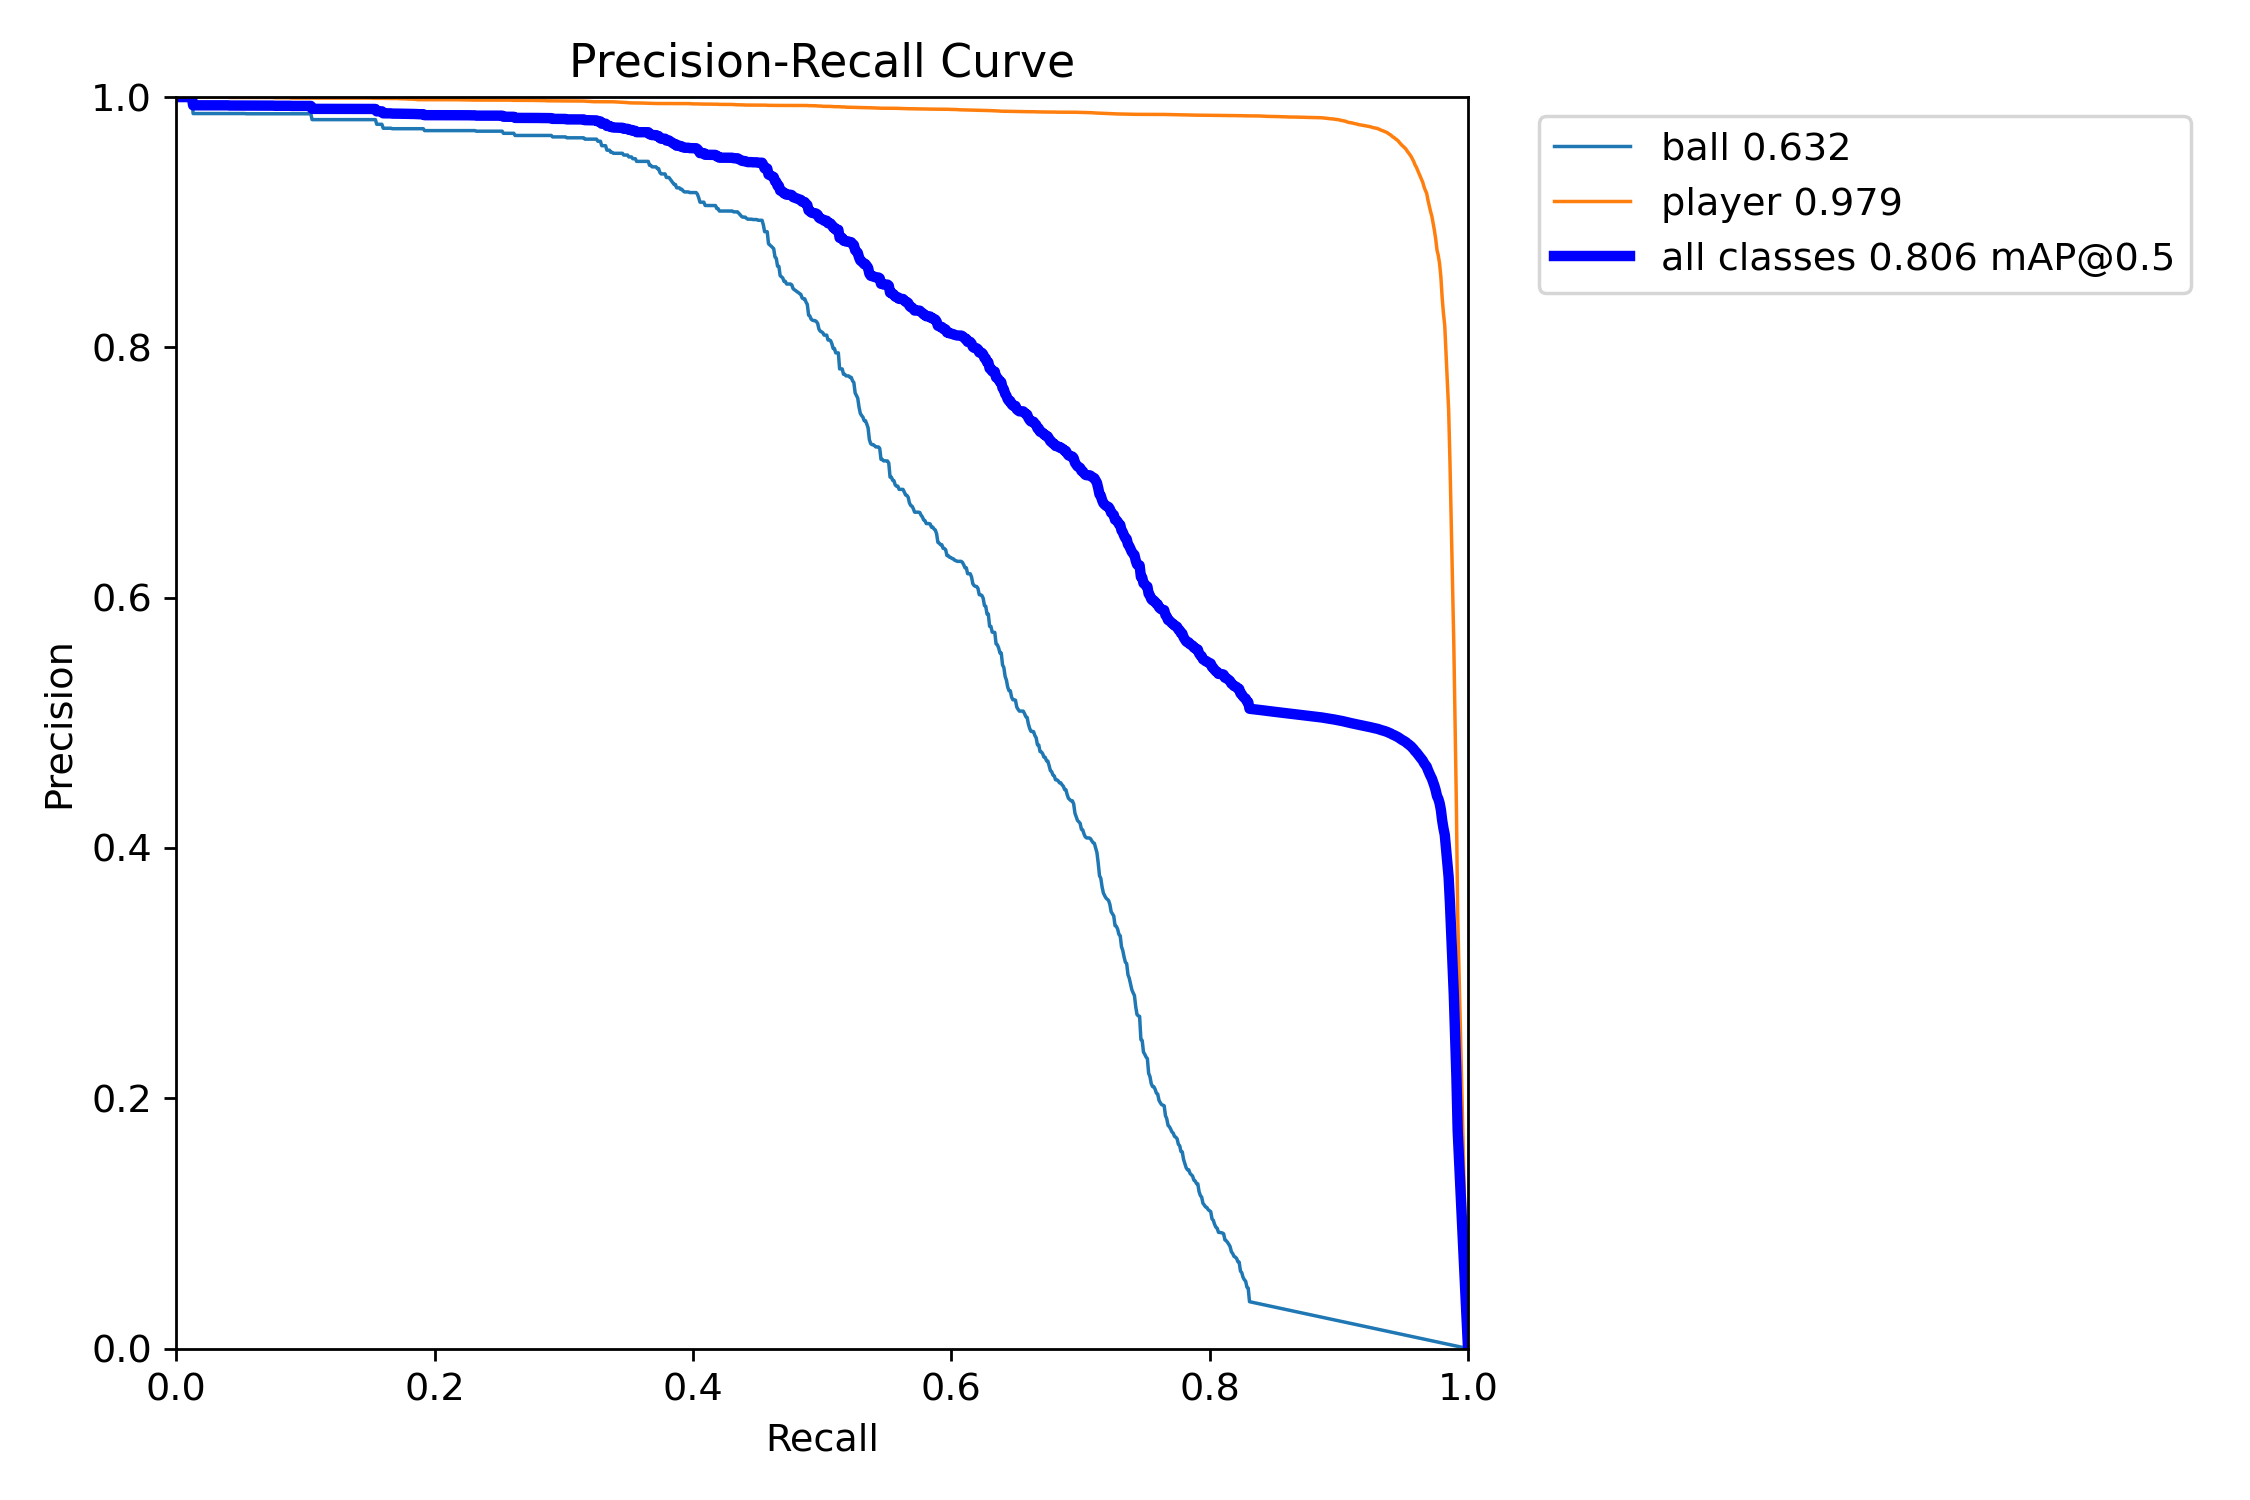 Precision-Recall Curve
1.0
0.8
0.6
0.4
0.2
0.0
Precision
0.0 0.2 0.4 0.6 0.8 1.0
Recall
ball 0.632
player 0.979
all classes 0.806 mAP@0.5